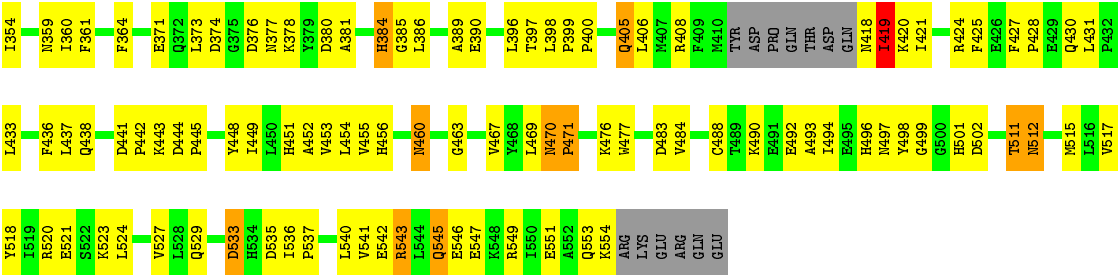 I354 N359 I360 F361 F364 E371 Q372 L373 D374 G375 D376 N377 K378 Y379 D380 A381 H384 G385 L386 A389 E390 L396 T397 L398 P399 P400 Q405 L406 M407 R408 F409 M410 TYR ASP PRO GLN THR ASP GLN N418 I419 K420 I421 R424 F425 E426 F427 P428 E429 Q430 L431 P432
L433 F436 L437 Q438 D441 P442 K443 D444 P445 Y448 I449 L450 H451 A452 V453 L454 V455 H456 N460 G463 V467 Y468 L469 N470 P471 K476 W477 D483 V484 C488 T489 K490 E491 E492 A493 I494 E495 H496 N497 Y498 G499 G500 H501 D502 T511 N512 M515 L516 V517
Y518 I519 R520 E521 S522 K523 L524 V527 L528 Q529 D533 H534 D535 I536 P537 L540 V541 E542 R543 L544 Q545 E546 E547 K548 R549 I550 E551 A552 Q553 K554 ARG LYS GLU ARG GLN GLU